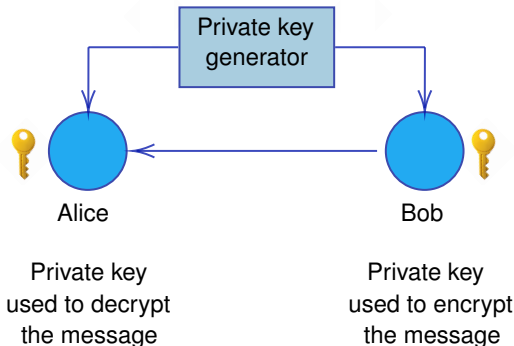 Private key
generator
Alice
Bob
Private key
used to decrypt
the message
Private key
used to encrypt
the message